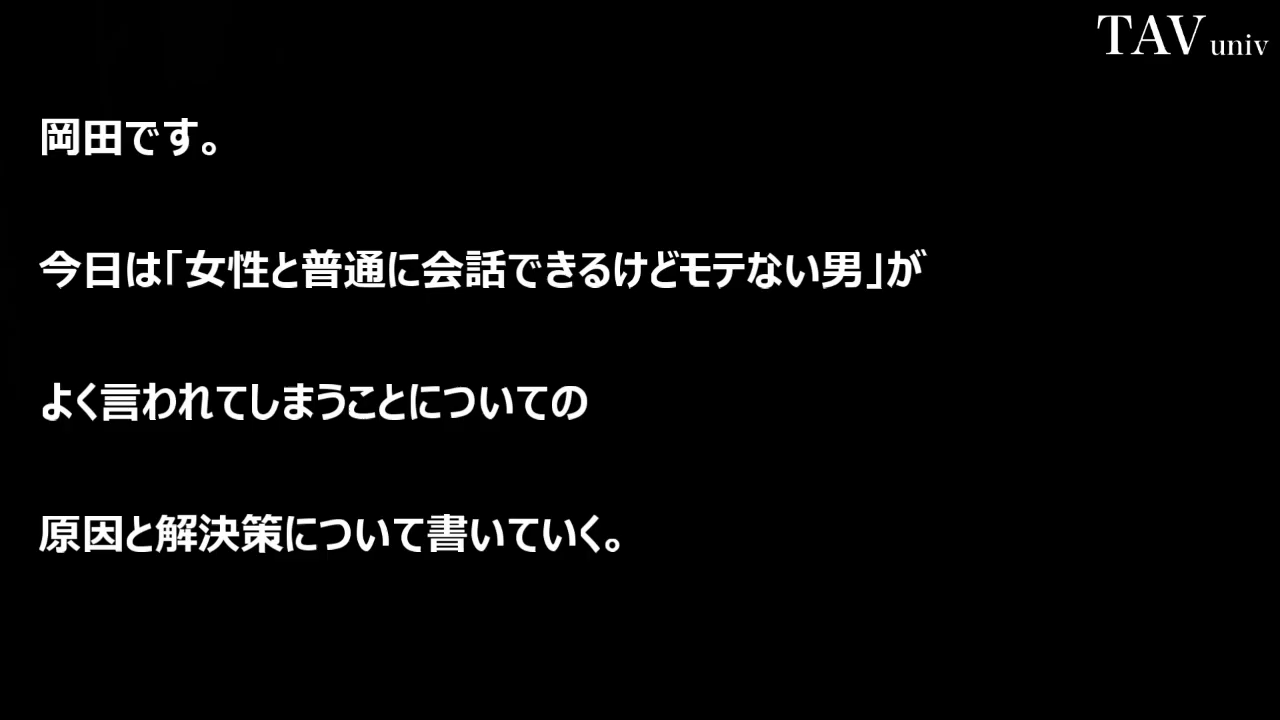 TAV univ
岡田です。
今日は「女性と普通に会話できるけどモテない男」が
よく言われてしまうことについての
原因と解決策について書いていく。